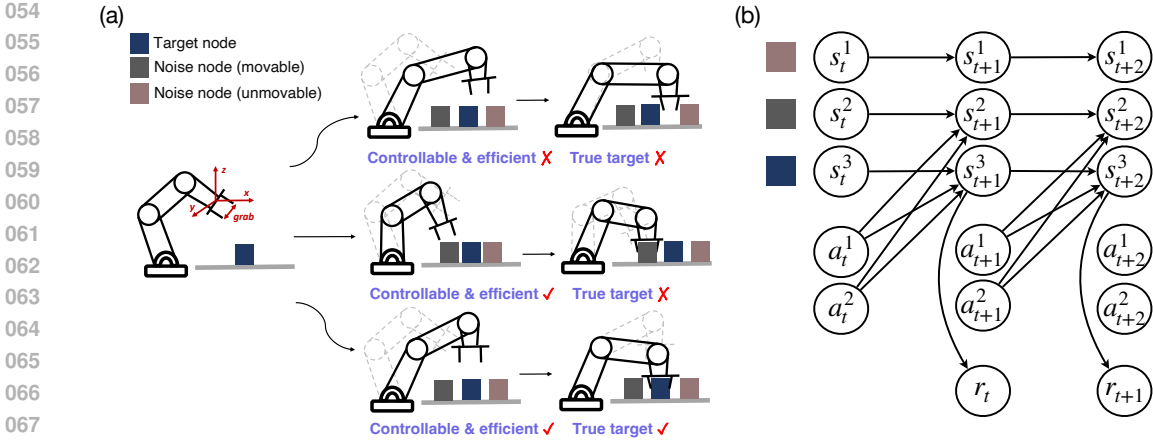 054
055
056
057
058
059
060
061
062
063
064
065
066
067
(a)
Target node
Noise node (movable)
Noise node (unmovable)
z
x
y
grab
Controllable & efficient ✗ True target ✗
Controllable & efficient ✓ True target ✗
Controllable & efficient ✓ True target ✓
(b)
s_t^1 s_{t+1}^1 s_{t+2}^1
s_t^2 s_{t+1}^2 s_{t+2}^2
s_t^3 s_{t+1}^3 s_{t+2}^3
a_t^1 a_{t+1}^1 a_{t+2}^1
a_t^2 a_{t+1}^2 a_{t+2}^2
r_t r_{t+1}